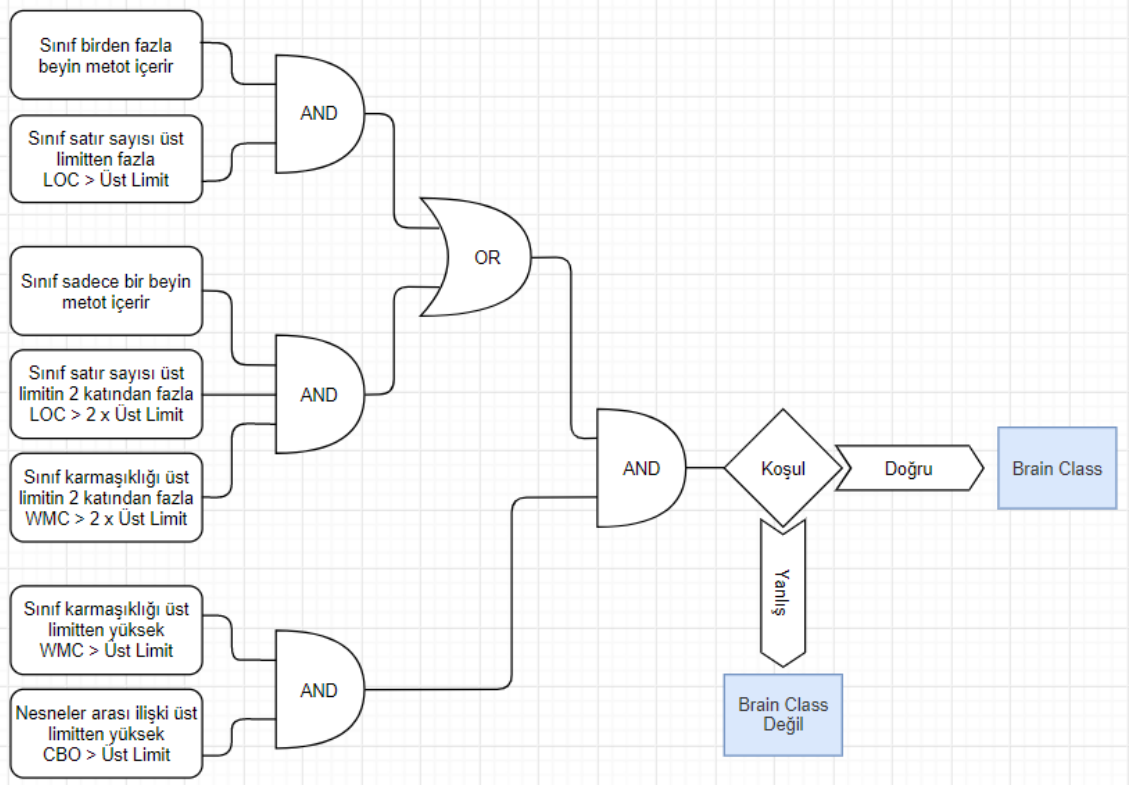 Sınıf birden fazla
beyin metot içerir
AND
Sınıf satır sayısı üst
limitten fazla
LOC > Üst Limit
OR
Sınıf sadece bir beyin
metot içerir
Sınıf satır sayısı üst
limitin 2 katından fazla
LOC > 2 x Üst Limit
AND
Sınıf karmaşıklığı üst
limitin 2 katından fazla
WMC > 2 x Üst Limit
AND
Koşul
Doğru
Brain Class
Yanlış
Sınıf karmaşıklığı üst
limitten yüksek
WMC > Üst Limit
AND
Nesneler arası ilişki üst
limitten yüksek
CBO > Üst Limit
Brain Class
Değil